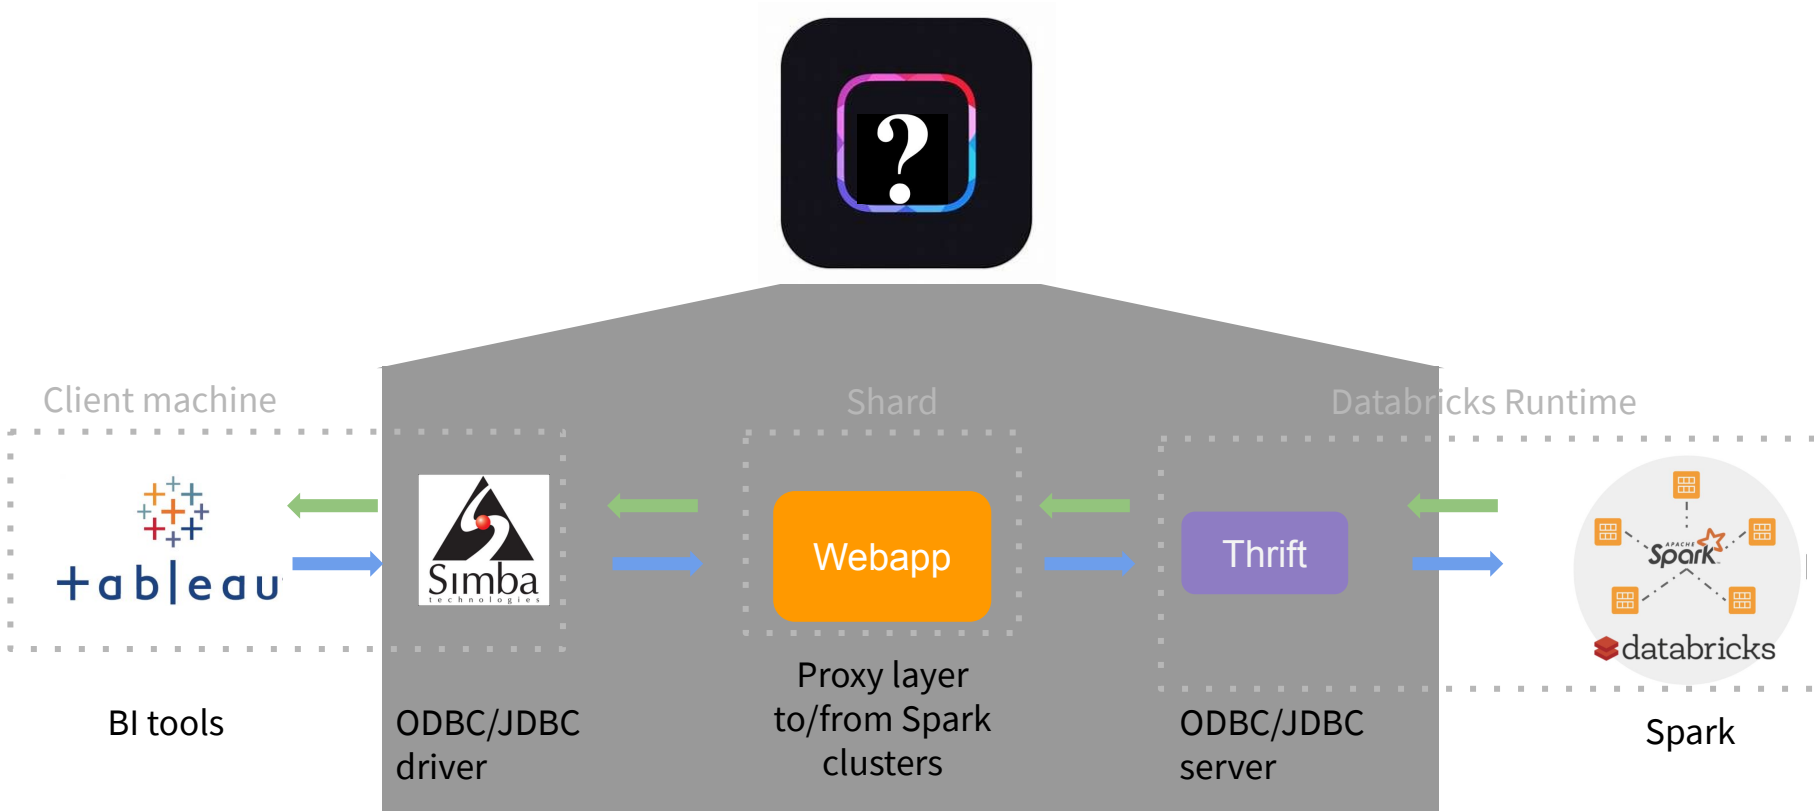 ?
Client machine
Shard
Databricks Runtime
+ableau
Simba
technologies
Webapp
Thrift
APACHE
Spark
databricks
BI tools
ODBC/JDBC
driver
Proxy layer
to/from Spark
clusters
ODBC/JDBC
server
Spark